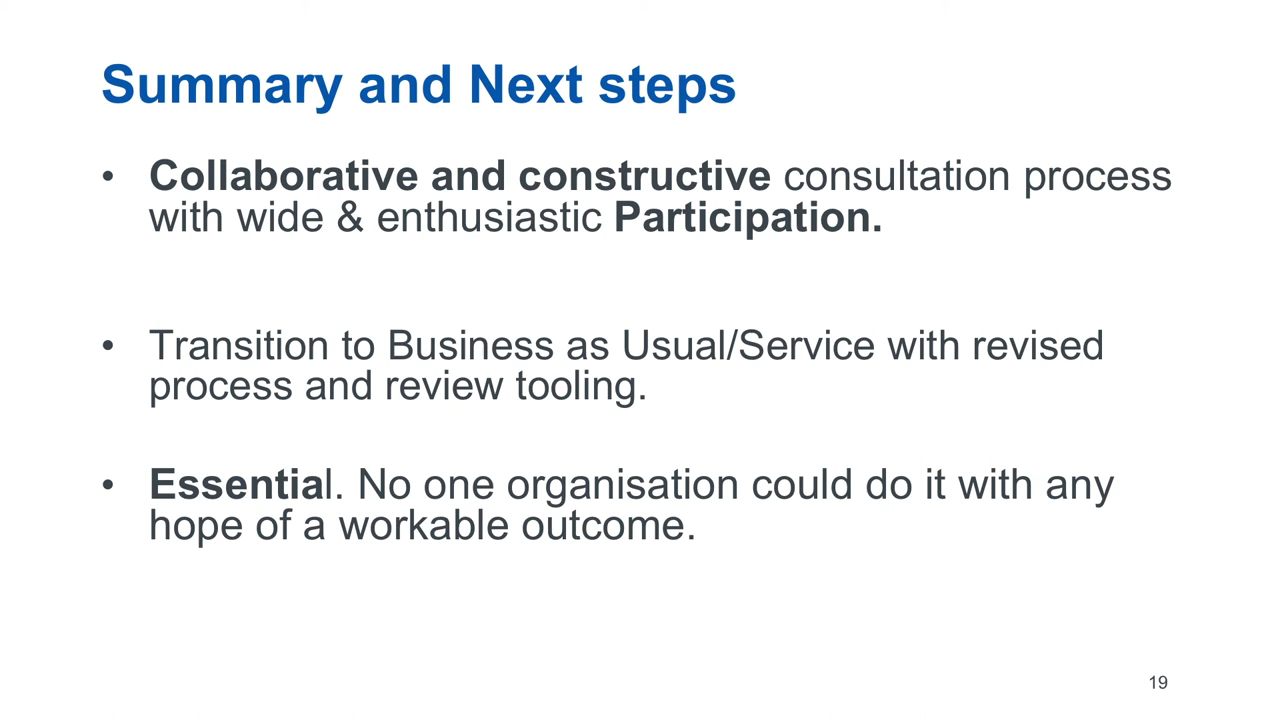 Summary and Next steps
• Collaborative and constructive consultation process
with wide & enthusiastic Participation.
• Transition to Business as Usual/Service with revised
process and review tooling.
• Essential. No one organisation could do it with any
hope of a workable outcome.
19